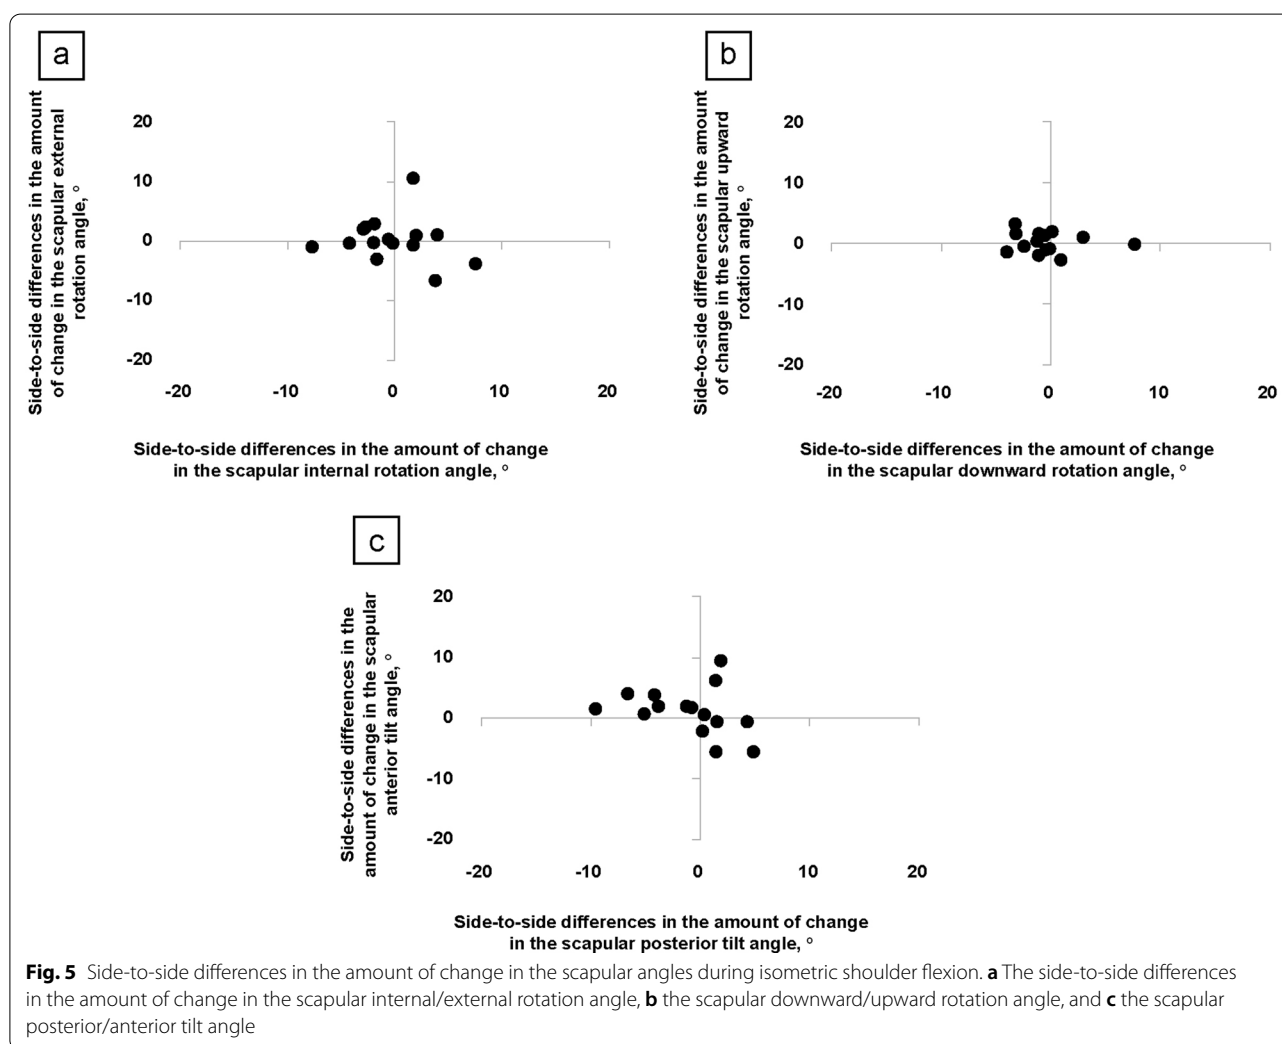 a
Side-to-side differences in the amount
of change in the scapular external
rotation angle, °
20
10
0
-10
-20
-20
-10
0
10
20
Side-to-side differences in the amount of change
in the scapular internal rotation angle, °
b
Side-to-side differences in the amount
of change in the scapular upward
rotation angle, °
20
10
0
-10
-20
-20
-10
0
10
20
Side-to-side differences in the amount of change
in the scapular downward rotation angle, °
c
Side-to-side differences in the
amount of change in the scapular
anterior tilt angle, °
20
10
0
-10
-20
-20
-10
0
10
20
Side-to-side differences in the amount of change
in the scapular posterior tilt angle, °
Fig. 5 Side-to-side differences in the amount of change in the scapular angles during isometric shoulder flexion. a The side-to-side differences
in the amount of change in the scapular internal/external rotation angle, b the scapular downward/upward rotation angle, and c the scapular
posterior/anterior tilt angle